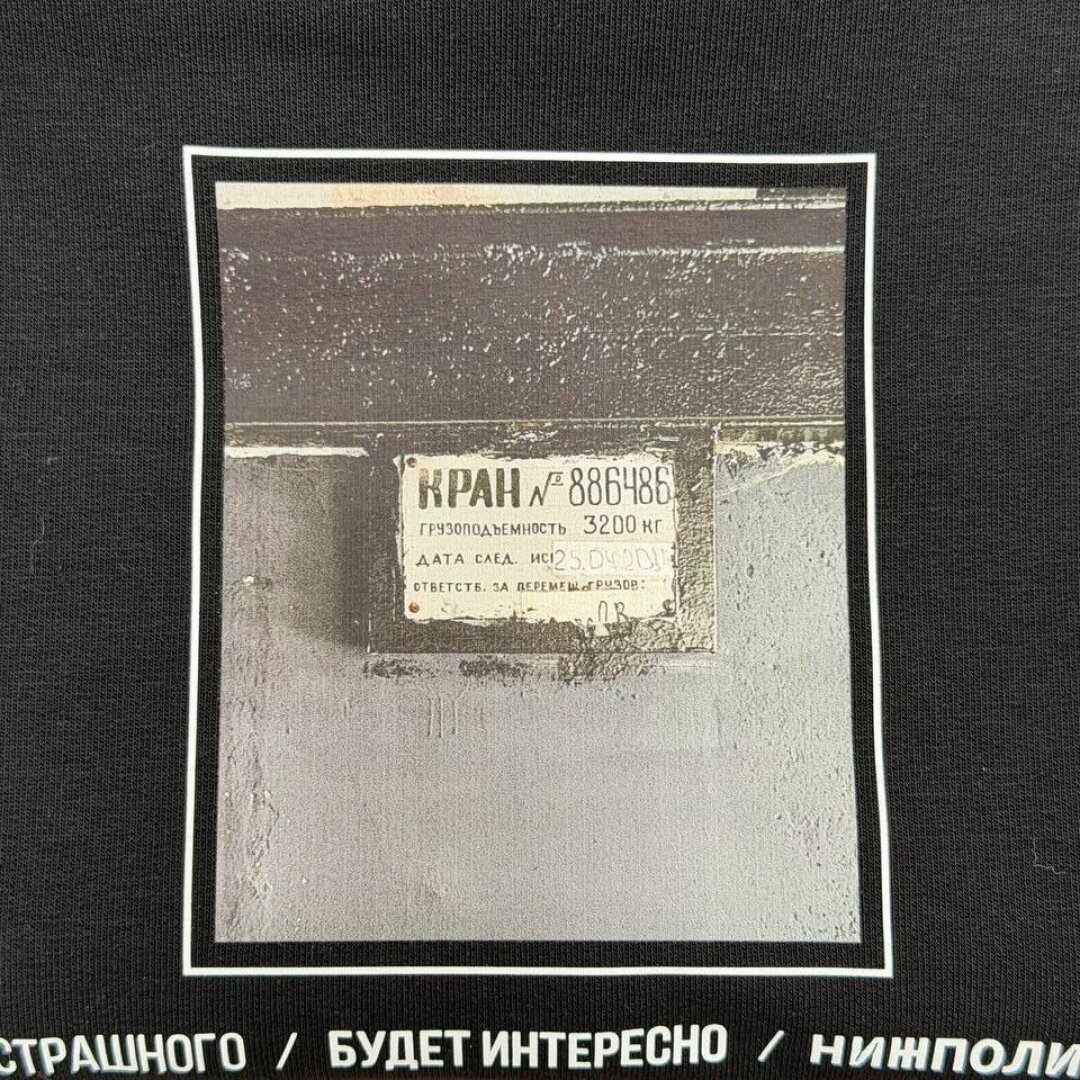 КРАН № 886486
ГРУЗОПОДЪЕМНОСТЬ 3200 КГ
ДАТА СЛЕД. ИСП 25.04.201
ОТВЕТСТВ. ЗА ПЕРЕМЕЩ. ГРУЗОВ:
СТРАШНОГО / БУДЕТ ИНТЕРЕСНО / НИЖПОЛИ